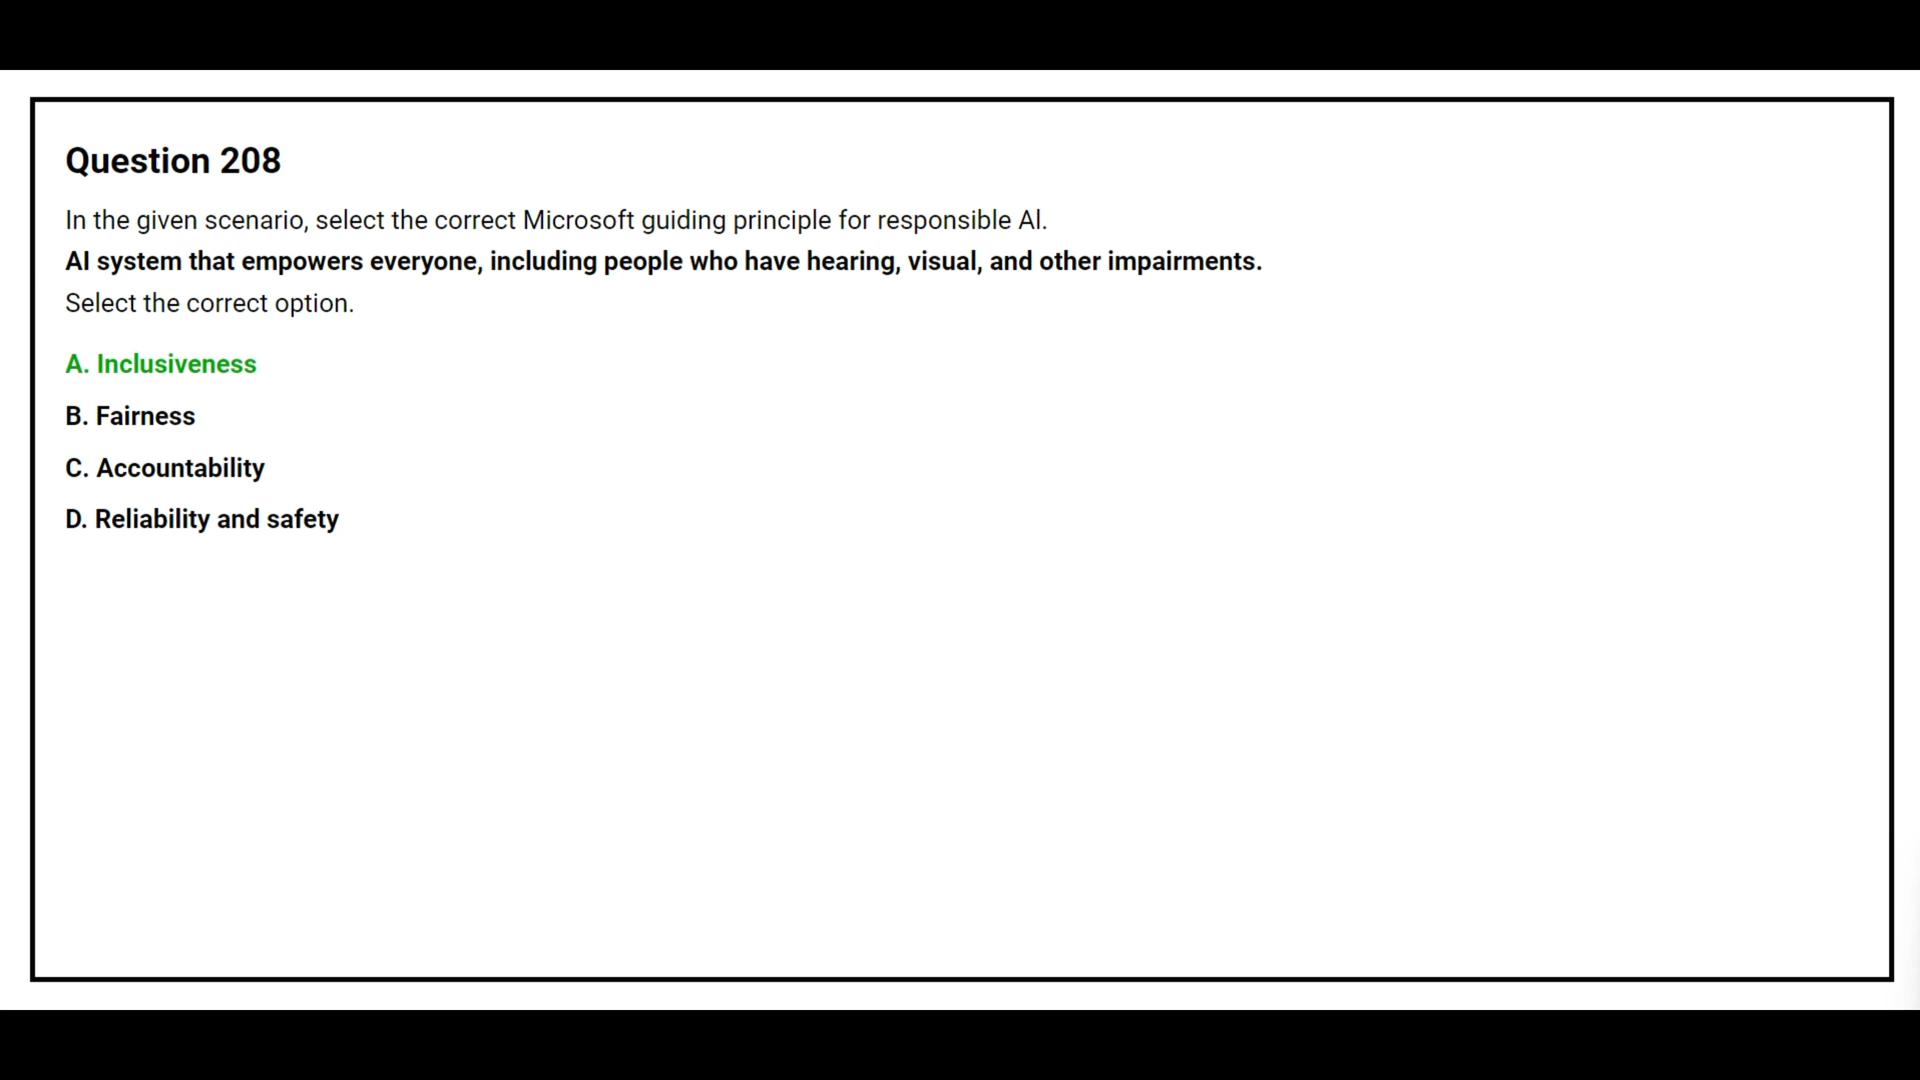 Question 208
In the given scenario, select the correct Microsoft guiding principle for responsible AI.
AI system that empowers everyone, including people who have hearing, visual, and other impairments.
Select the correct option.
A. Inclusiveness
B. Fairness
C. Accountability
D. Reliability and safety